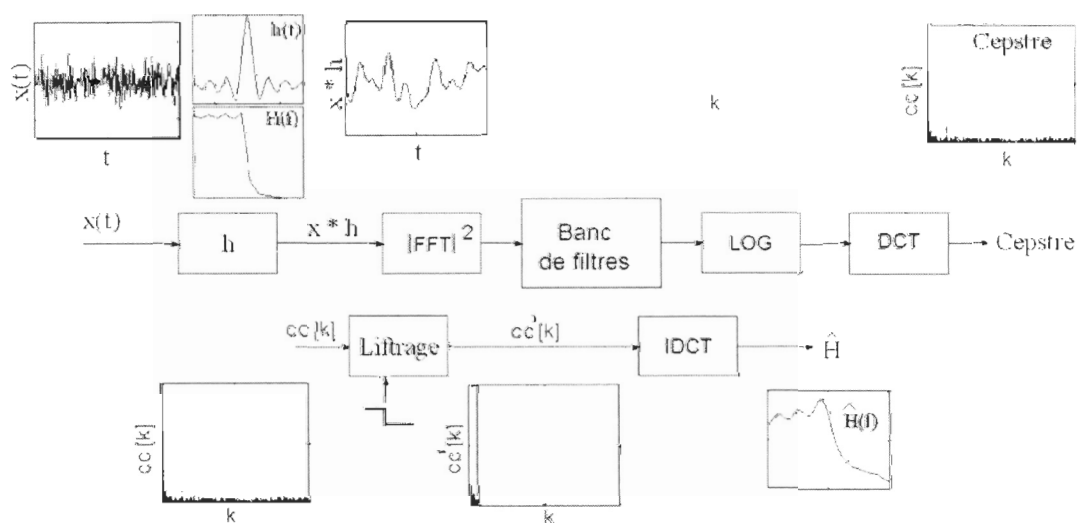 x(t)
t
h(t)
H(f)
x * h
t
k
Cepstre
cc [k]
k
x(t)
h
x * h
|FFT| 2
Banc
de filtres
LOG
DCT
Cepstre
cc [k]
Liftrage
cc'[k]
IDCT
Ĥ
cc [k]
k
cc'[k]
k
Ĥ(f)